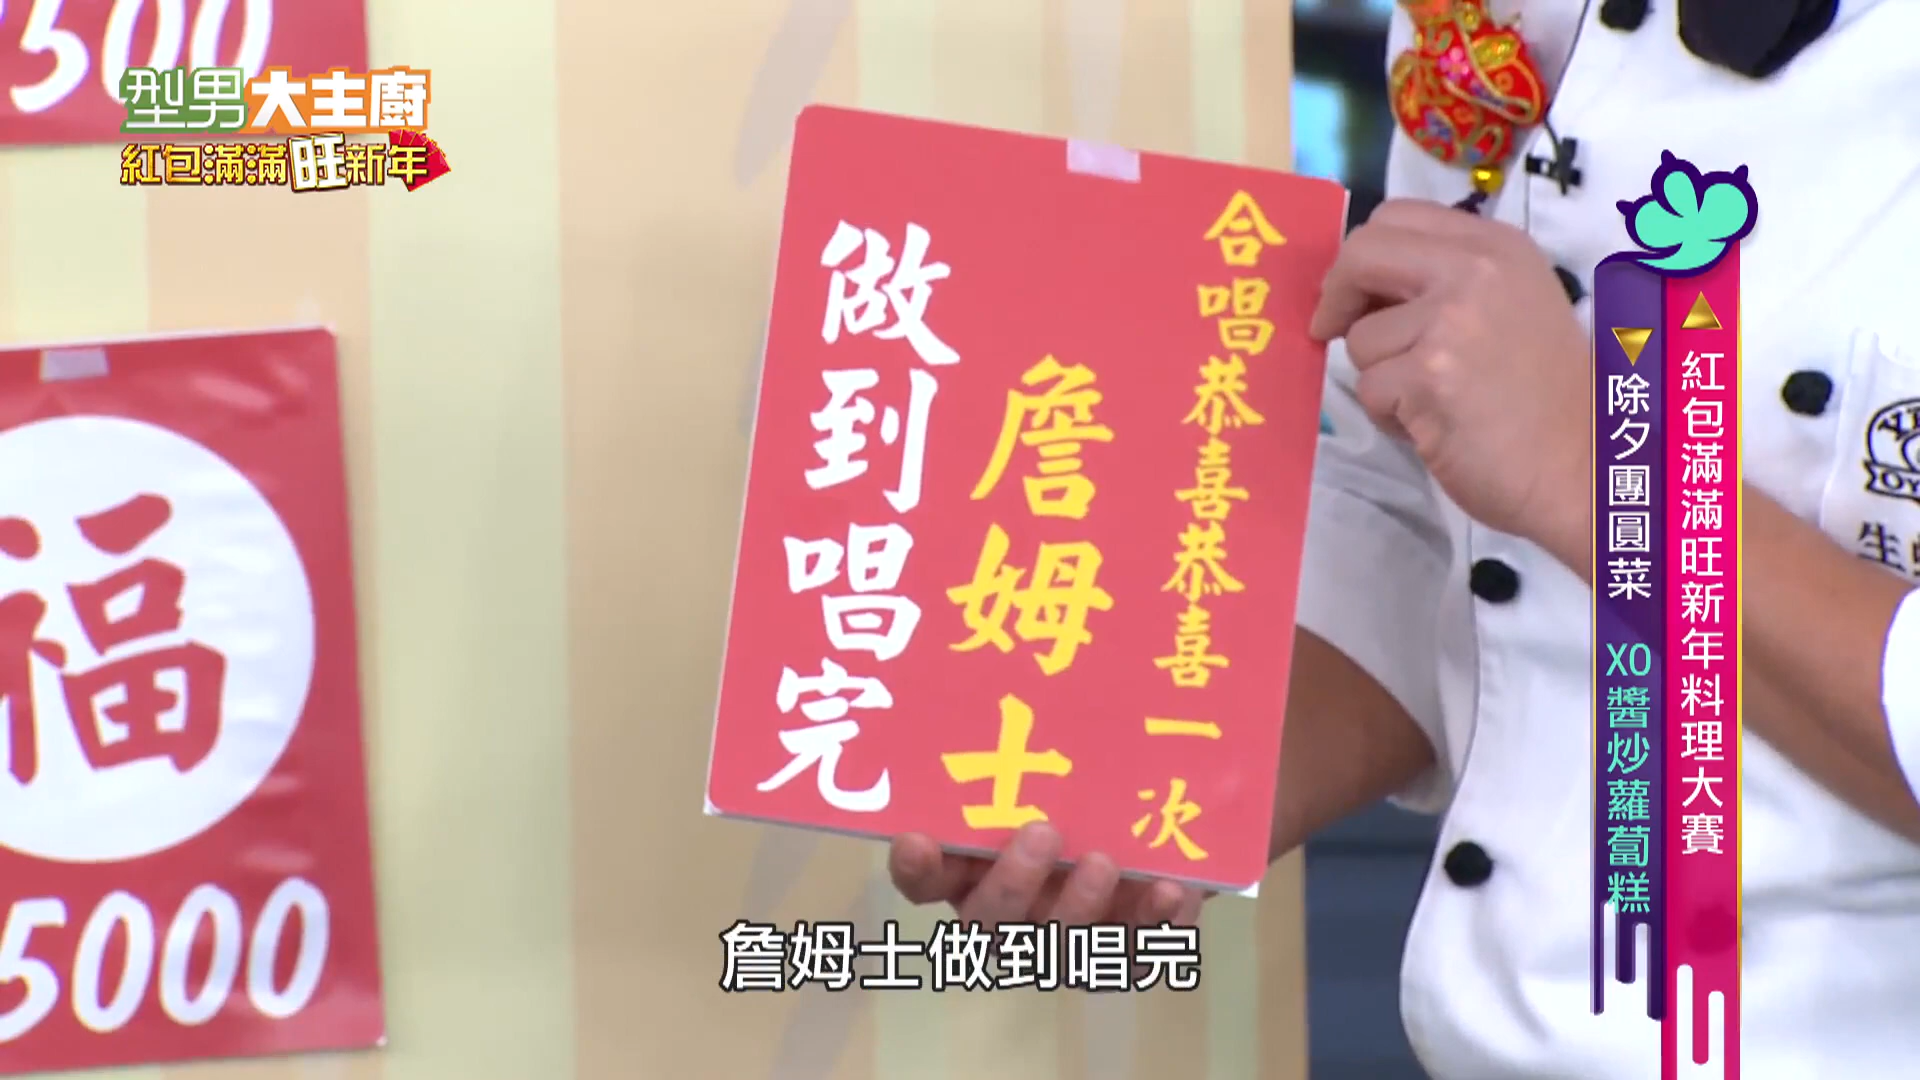 500
型男大主廚
紅包滿滿旺新年
合唱恭喜恭喜一次
詹姆士
做到唱完
福
5000
紅包滿滿旺新年料理大賽
除夕團圓菜 XO醬炒蘿蔔糕
生
詹姆士做到唱完